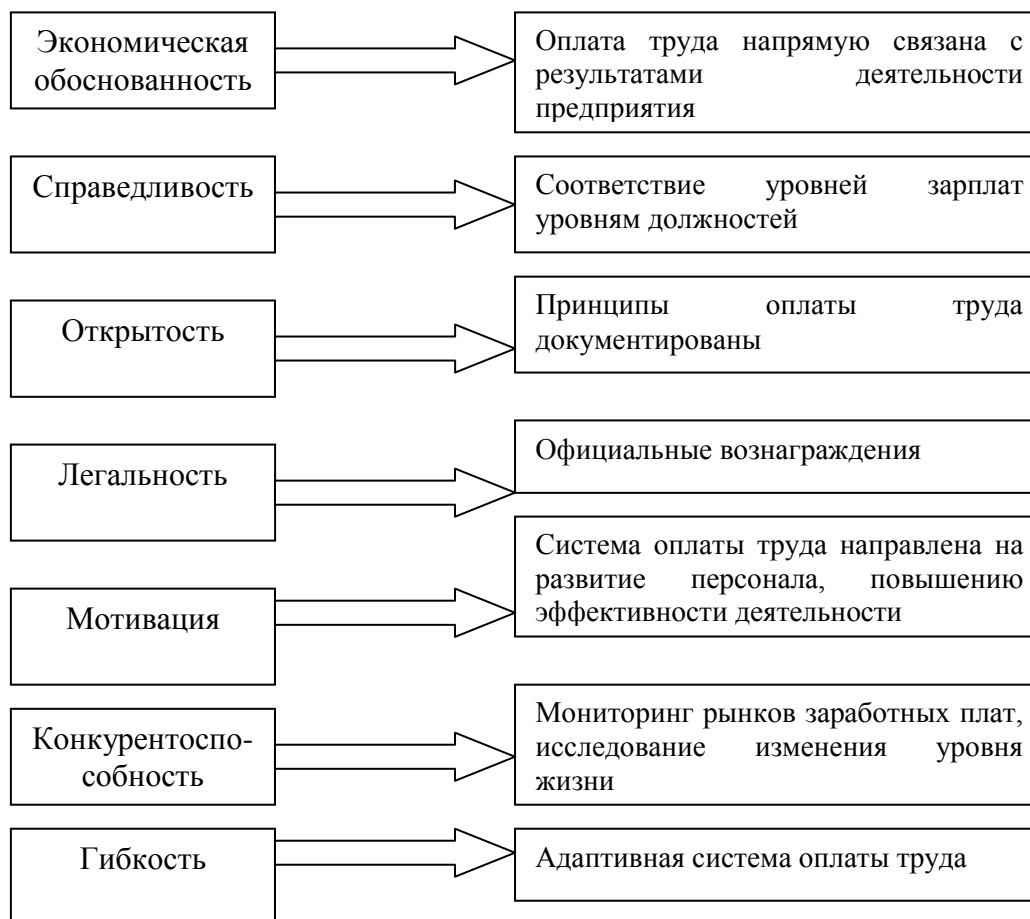 Экономическая
обоснованность
Оплата труда напрямую связана с
результатами деятельности
предприятия
Справедливость
Соответствие уровней зарплат
уровням должностей
Открытость
Принципы оплаты труда
документированы
Легальность
Официальные вознаграждения
Мотивация
Система оплаты труда направлена на
развитие персонала, повышению
эффективности деятельности
Конкурентоспо-
собность
Мониторинг рынков заработных плат,
исследование изменения уровня
жизни
Гибкость
Адаптивная система оплаты труда